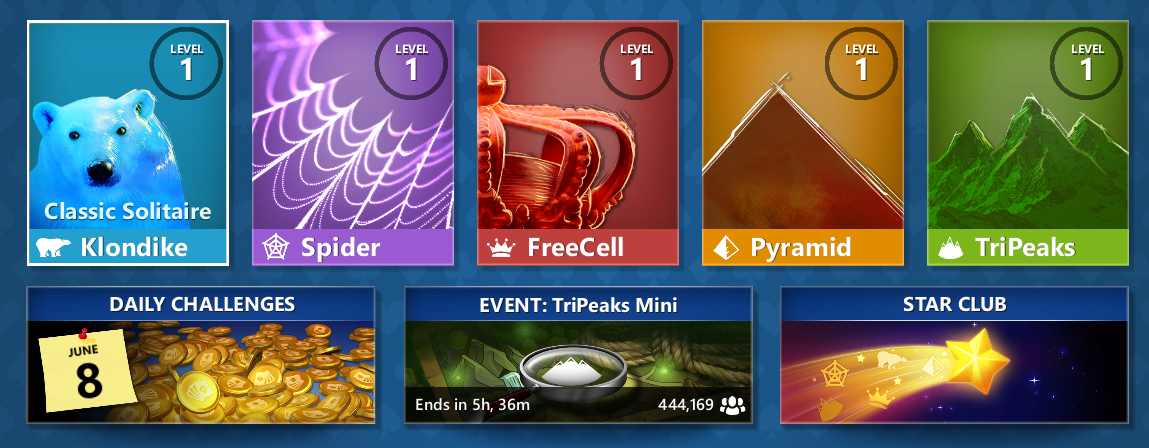 LEVEL
1
Classic Solitaire
Klondike
LEVEL
1
Spider
LEVEL
1
FreeCell
LEVEL
1
Pyramid
LEVEL
1
TriPeaks
DAILY CHALLENGES
JUNE
8
EVENT: TriPeaks Mini
Ends in 5h, 36m
444,169
STAR CLUB